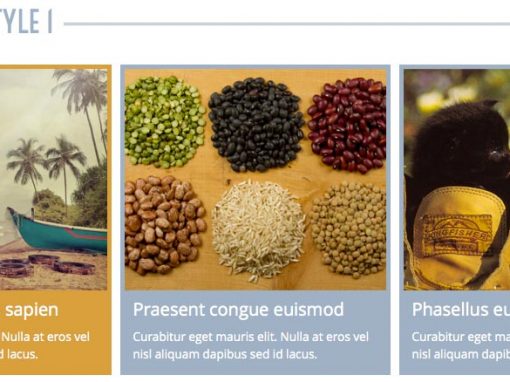 TYLE 1
sapien
Nulla at eros vel
d lacus.
Praesent congue euismod
Curabitur eget mauris elit. Nulla at eros vel
nisl aliquam dapibus sed id lacus.
Phasellus eu
Curabitur eget ma
nisl aliquam dapib